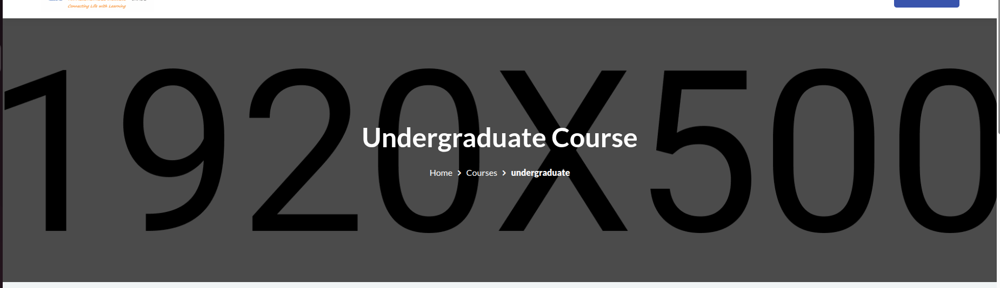 Connecting Life with Learning
1920X500
Undergraduate Course
Home > Courses > undergraduate